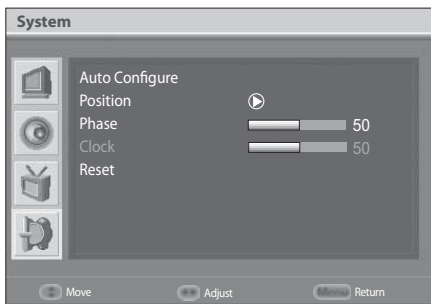 System
Auto Configure
Position
Phase 50
Clock 50
Reset
Move Adjust Menu Return